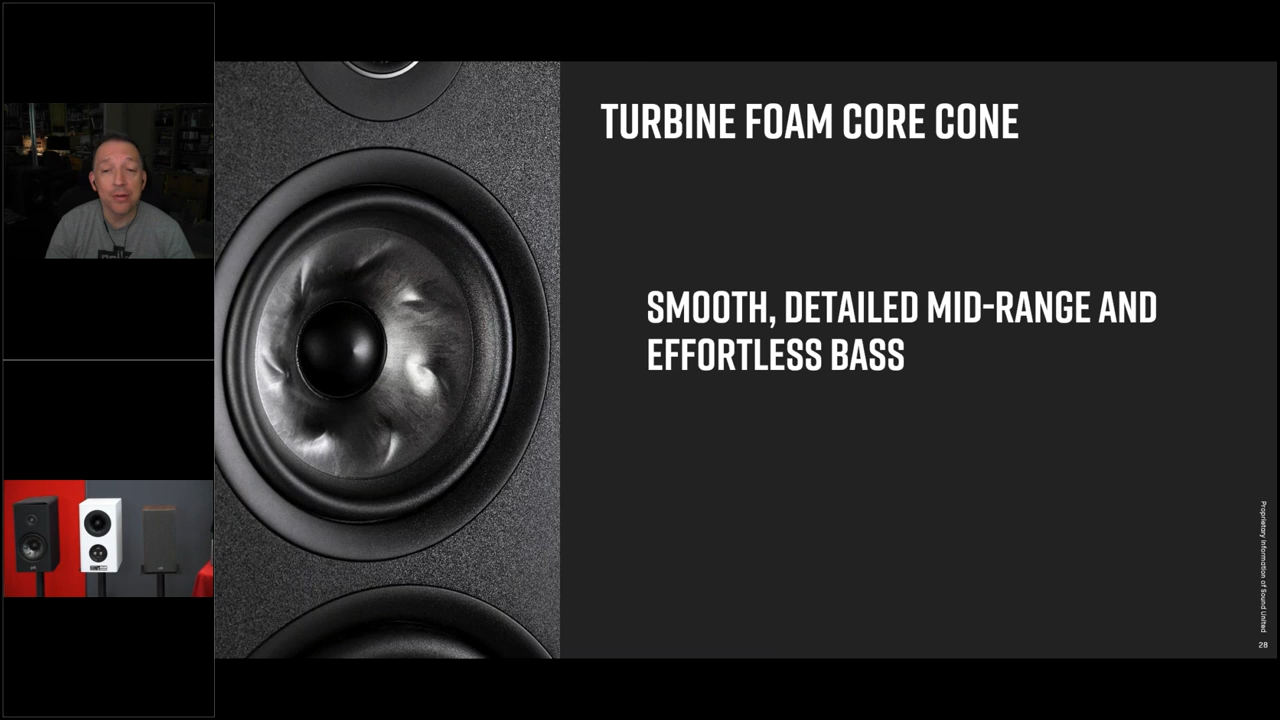 TURBINE FOAM CORE CONE
SMOOTH, DETAILED MID-RANGE AND
EFFORTLESS BASS
Proprietary Information of Sound United
28